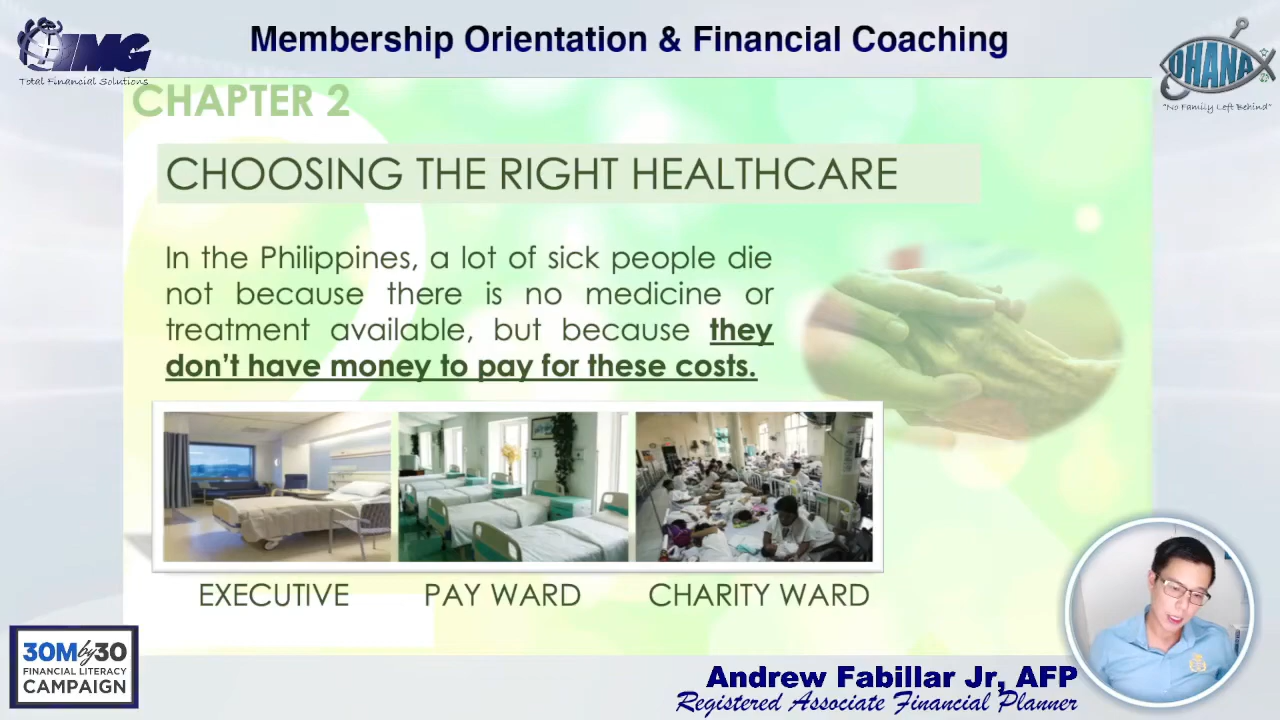 IMG
Total Financial Solutions
Membership Orientation & Financial Coaching
OHANA
"No Family Left Behind"
CHAPTER 2
CHOOSING THE RIGHT HEALTHCARE
In the Philippines, a lot of sick people die
not because there is no medicine or
treatment available, but because they
don't have money to pay for these costs.
EXECUTIVE
PAY WARD
CHARITY WARD
30M by 30
FINANCIAL LITERACY
CAMPAIGN
Andrew Fabillar Jr, AFP
Registered Associate Financial Planner